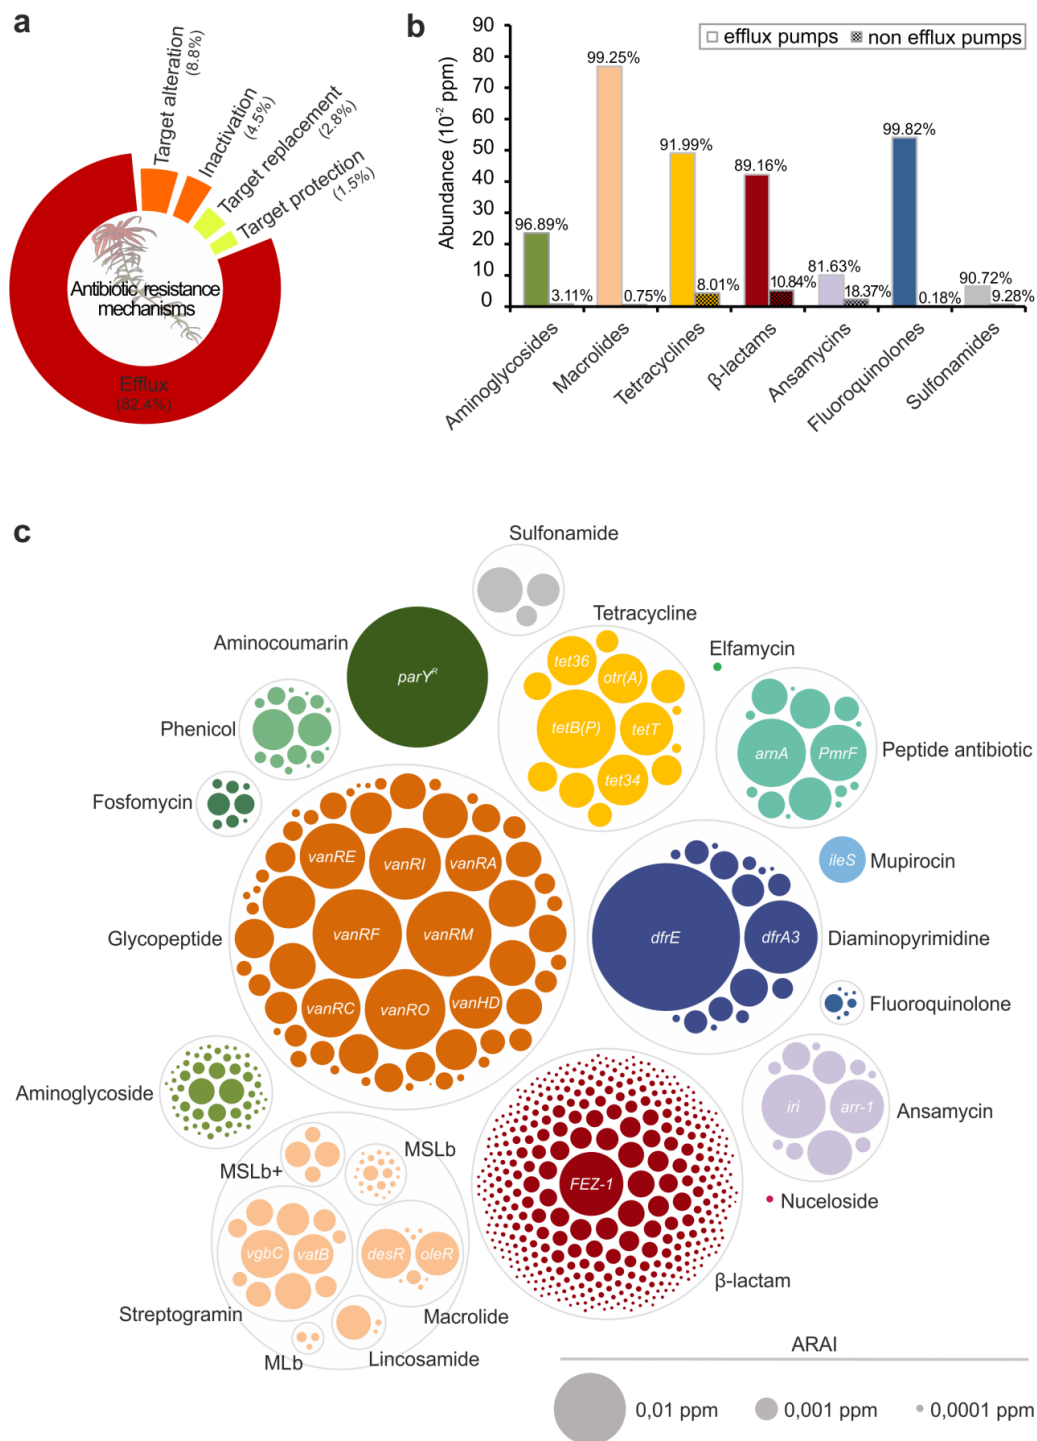 a
Target alteration
(8.8%)
Inactivation
(4.5%)
Target replacement
(2.8%)
Target protection
(1.5%)
Antibiotic resistance
mechanisms
Efflux
(82.4%)
b
Abundance (10⁻² ppm)
90
80
70
60
50
40
30
20
10
0
efflux pumps
non efflux pumps
96.89%
3.11%
99.25%
0.75%
91.99%
8.01%
89.16%
10.84%
81.63%
18.37%
99.82%
0.18%
90.72%
9.28%
Aminoglycosides
Macrolides
Tetracyclines
β-lactams
Ansamycins
Fluoroquinolones
Sulfonamides
c
Sulfonamide
Aminocoumarin
parYᴿ
Tetracycline
tet36
otr(A)
tetB(P)
tetT
tet34
Elfamycin
Peptide antibiotic
arnA
PmrF
Phenicol
Fosfomycin
Mupirocin
ileS
Glycopeptide
vanRE
vanRI
vanRA
vanRF
vanRM
vanRC
vanRO
vanHD
Diaminopyrimidine
dfrE
dfrA3
Fluoroquinolone
Aminoglycoside
Ansamycin
iri
arr-1
MSLb+
MSLb
vgbC
vatB
desR
oleR
Streptogramin
Macrolide
MLb
Lincosamide
FEZ-1
Nuceloside
β-lactam
ARAI
0,01 ppm
0,001 ppm
0,0001 ppm